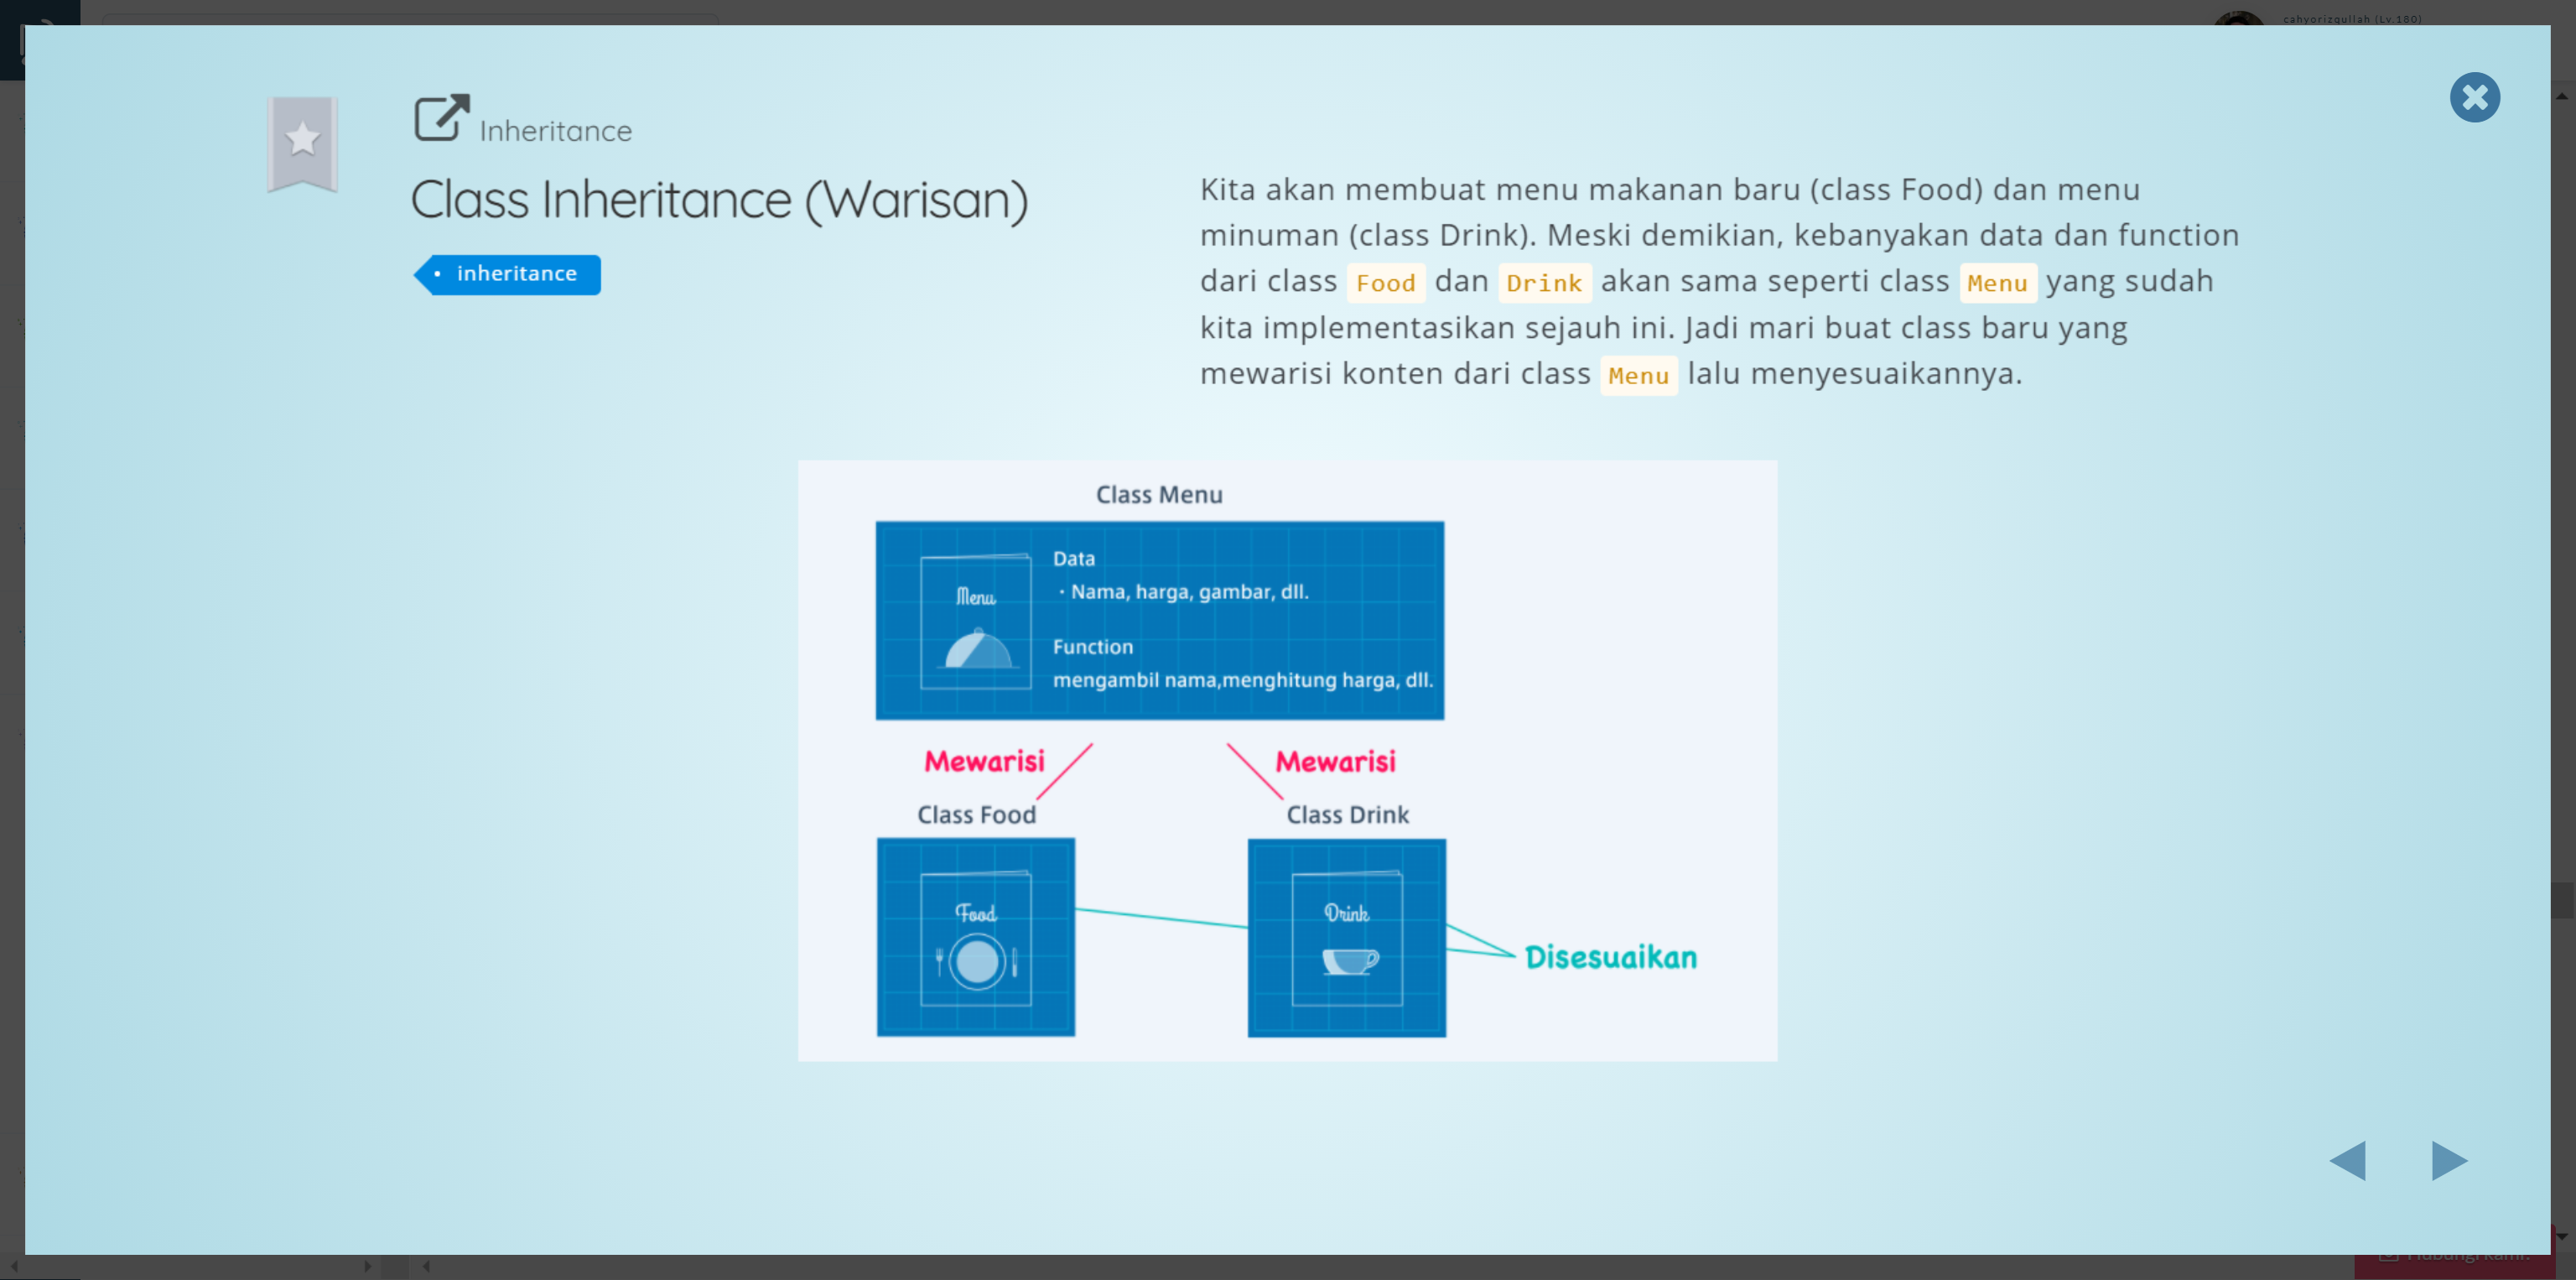 cahyorizqullah (Lv.180)
Inheritance
Class Inheritance (Warisan)
inheritance
Kita akan membuat menu makanan baru (class Food) dan menu
minuman (class Drink). Meski demikian, kebanyakan data dan function
dari class Food dan Drink akan sama seperti class Menu yang sudah
kita implementasikan sejauh ini. Jadi mari buat class baru yang
mewarisi konten dari class Menu lalu menyesuaikannya.
Class Menu
Menu
Data
・Nama, harga, gambar, dll.
Function
mengambil nama,menghitung harga, dll.
Mewarisi
Mewarisi
Class Food
Class Drink
Food
Drink
Disesuaikan
Hubungi kami.